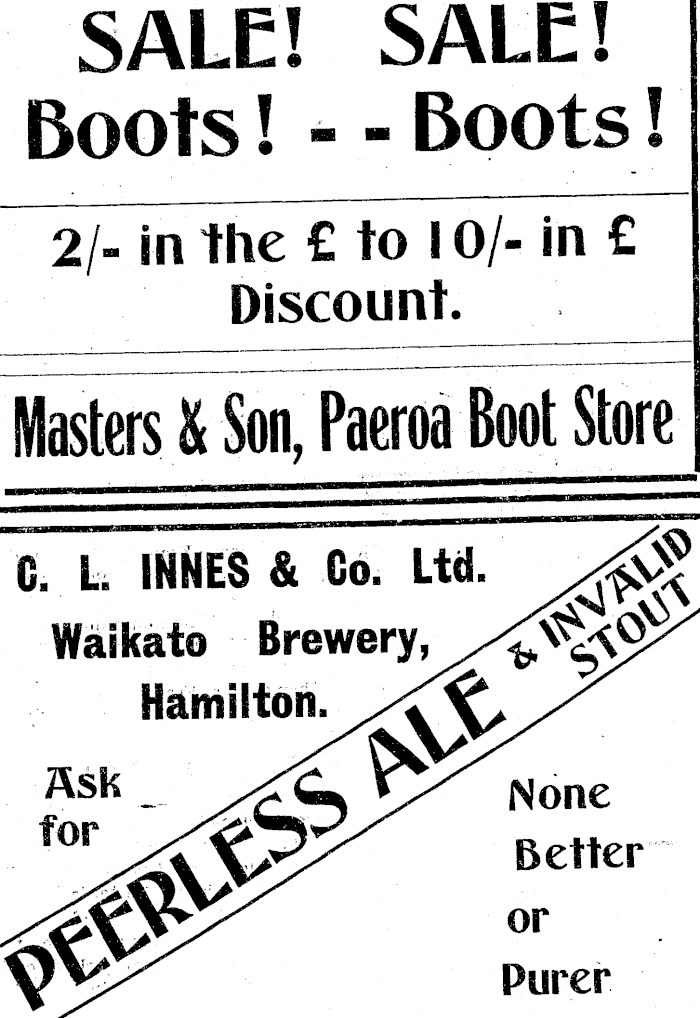 SALE! SALE!
Boots! - - Boots!
2/- in the £ to 10/- in £
Discount.
Masters & Son, Paeroa Boot Store
C. L. INNES & Co. Ltd.
Waikato Brewery,
Hamilton.
Ask
for
PEERLESS ALE & INVALID
STOUT
None
Better
or
Purer